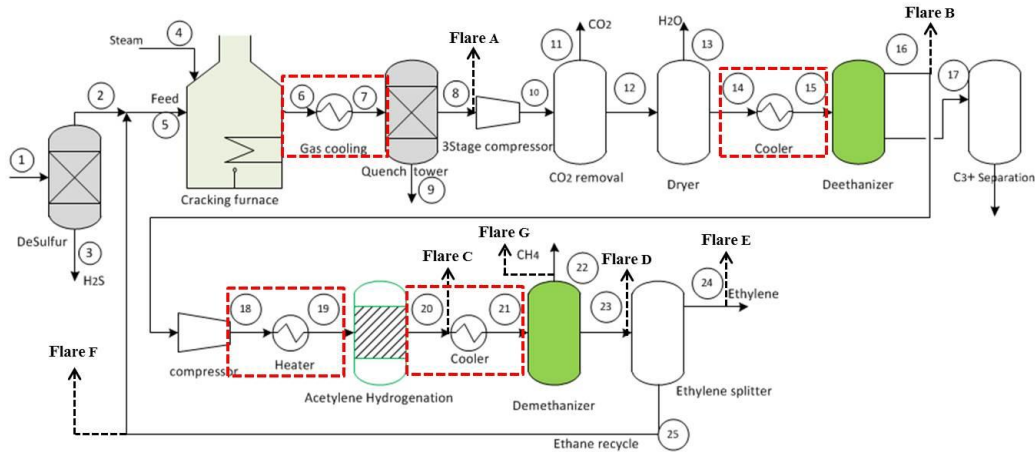 Flare B
Flare A
CO2
H2O
Steam
4
11
13
16
2
Feed
6
7
8
10
12
14
15
17
5
1
Gas cooling
3Stage compressor
Cooler
Quench tower
CO2 removal
Dryer
Deethanizer
C3+ Separation
9
Cracking furnace
DeSulfur
3
H2S
Flare G
Flare C
CH4
22
Flare D
Flare E
24
Ethylene
18
19
20
21
23
Flare F
Heater
Cooler
compressor
Acetylene Hydrogenation
Demethanizer
Ethylene splitter
Ethane recycle
25